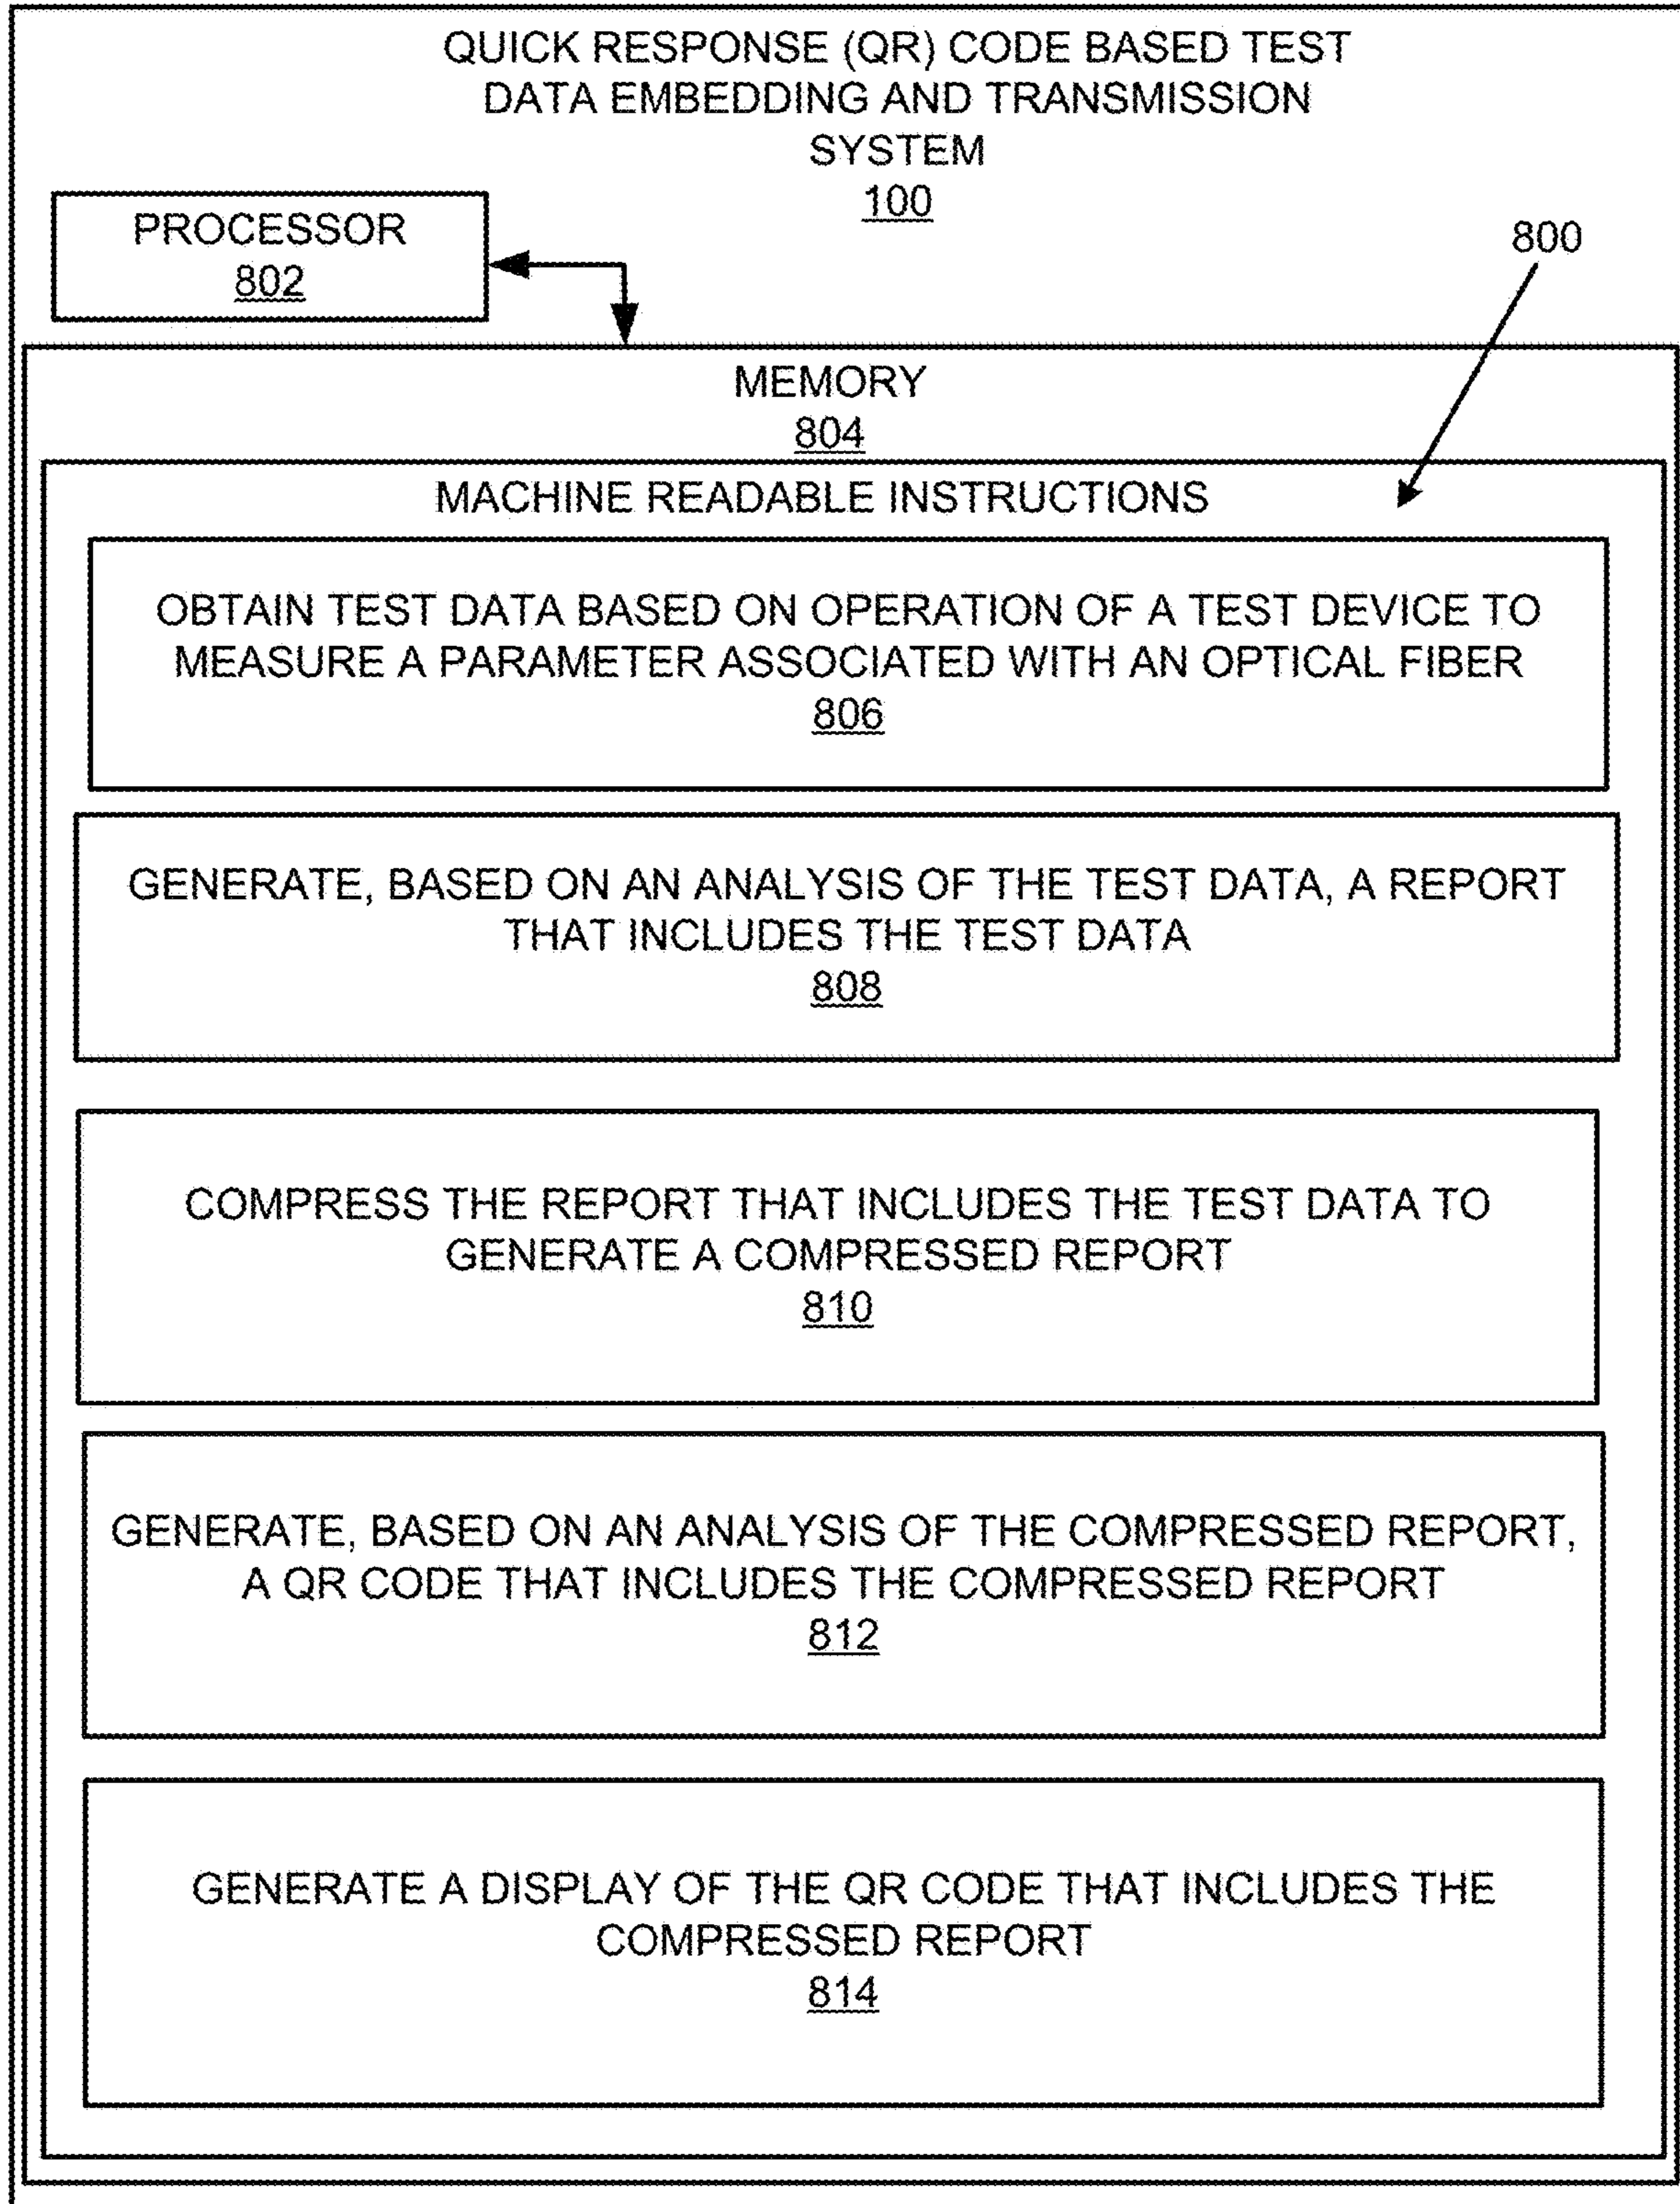 QUICK RESPONSE (QR) CODE BASED TEST
DATA EMBEDDING AND TRANSMISSION
SYSTEM
100
PROCESSOR
802
800
MEMORY
804
MACHINE READABLE INSTRUCTIONS
OBTAIN TEST DATA BASED ON OPERATION OF A TEST DEVICE TO
MEASURE A PARAMETER ASSOCIATED WITH AN OPTICAL FIBER
806
GENERATE, BASED ON AN ANALYSIS OF THE TEST DATA, A REPORT
THAT INCLUDES THE TEST DATA
808
COMPRESS THE REPORT THAT INCLUDES THE TEST DATA TO
GENERATE A COMPRESSED REPORT
810
GENERATE, BASED ON AN ANALYSIS OF THE COMPRESSED REPORT,
A QR CODE THAT INCLUDES THE COMPRESSED REPORT
812
GENERATE A DISPLAY OF THE QR CODE THAT INCLUDES THE
COMPRESSED REPORT
814